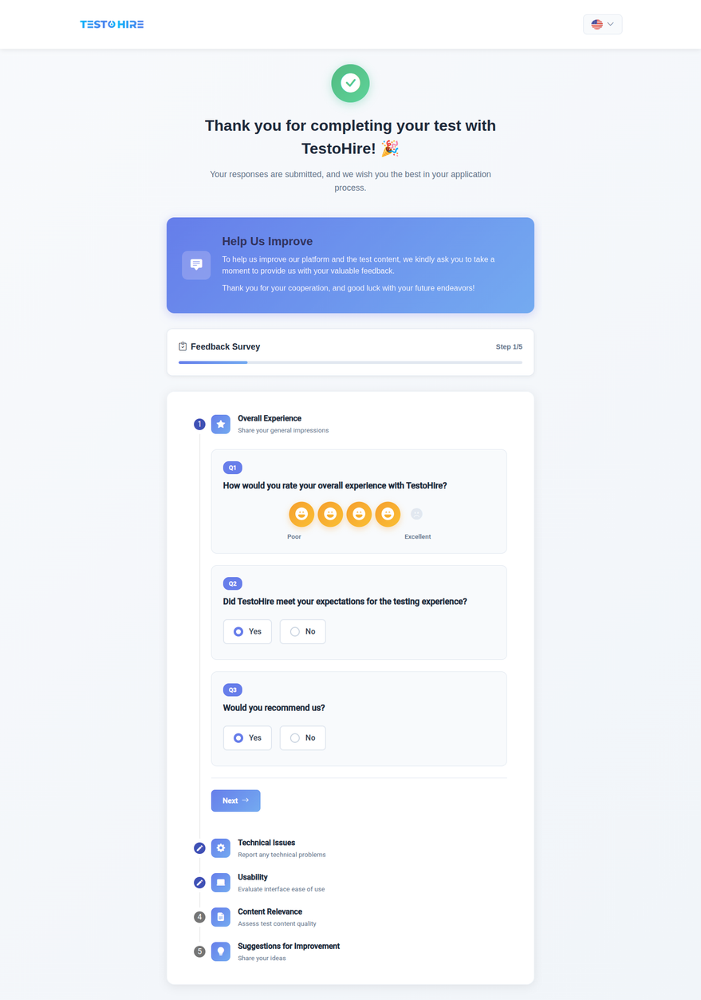 TESTOHIRE
Thank you for completing your test with
TestoHire! 🎉
Your responses are submitted, and we wish you the best in your application
process.
Help Us Improve
To help us improve our platform and the test content, we kindly ask you to take a
moment to provide us with your valuable feedback.
Thank you for your cooperation, and good luck with your future endeavors!
Feedback Survey
Step 1/5
1
Overall Experience
Share your general impressions
Q1
How would you rate your overall experience with TestoHire?
Poor
Excellent
Q2
Did TestoHire meet your expectations for the testing experience?
Yes
No
Q3
Would you recommend us?
Yes
No
Next →
Technical Issues
Report any technical problems
Usability
Evaluate interface ease of use
4
Content Relevance
Assess test content quality
5
Suggestions for Improvement
Share your ideas